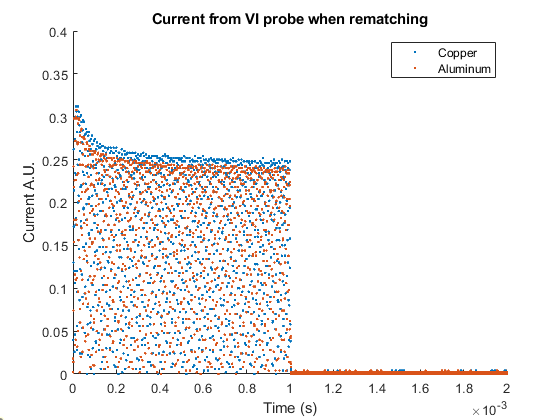 Current from VI probe when rematching
Copper
Aluminum
Current A.U.
0.4
0.35
0.3
0.25
0.2
0.15
0.1
0.05
0
0 0.2 0.4 0.6 0.8 1 1.2 1.4 1.6 1.8 2
Time (s)
×10-3